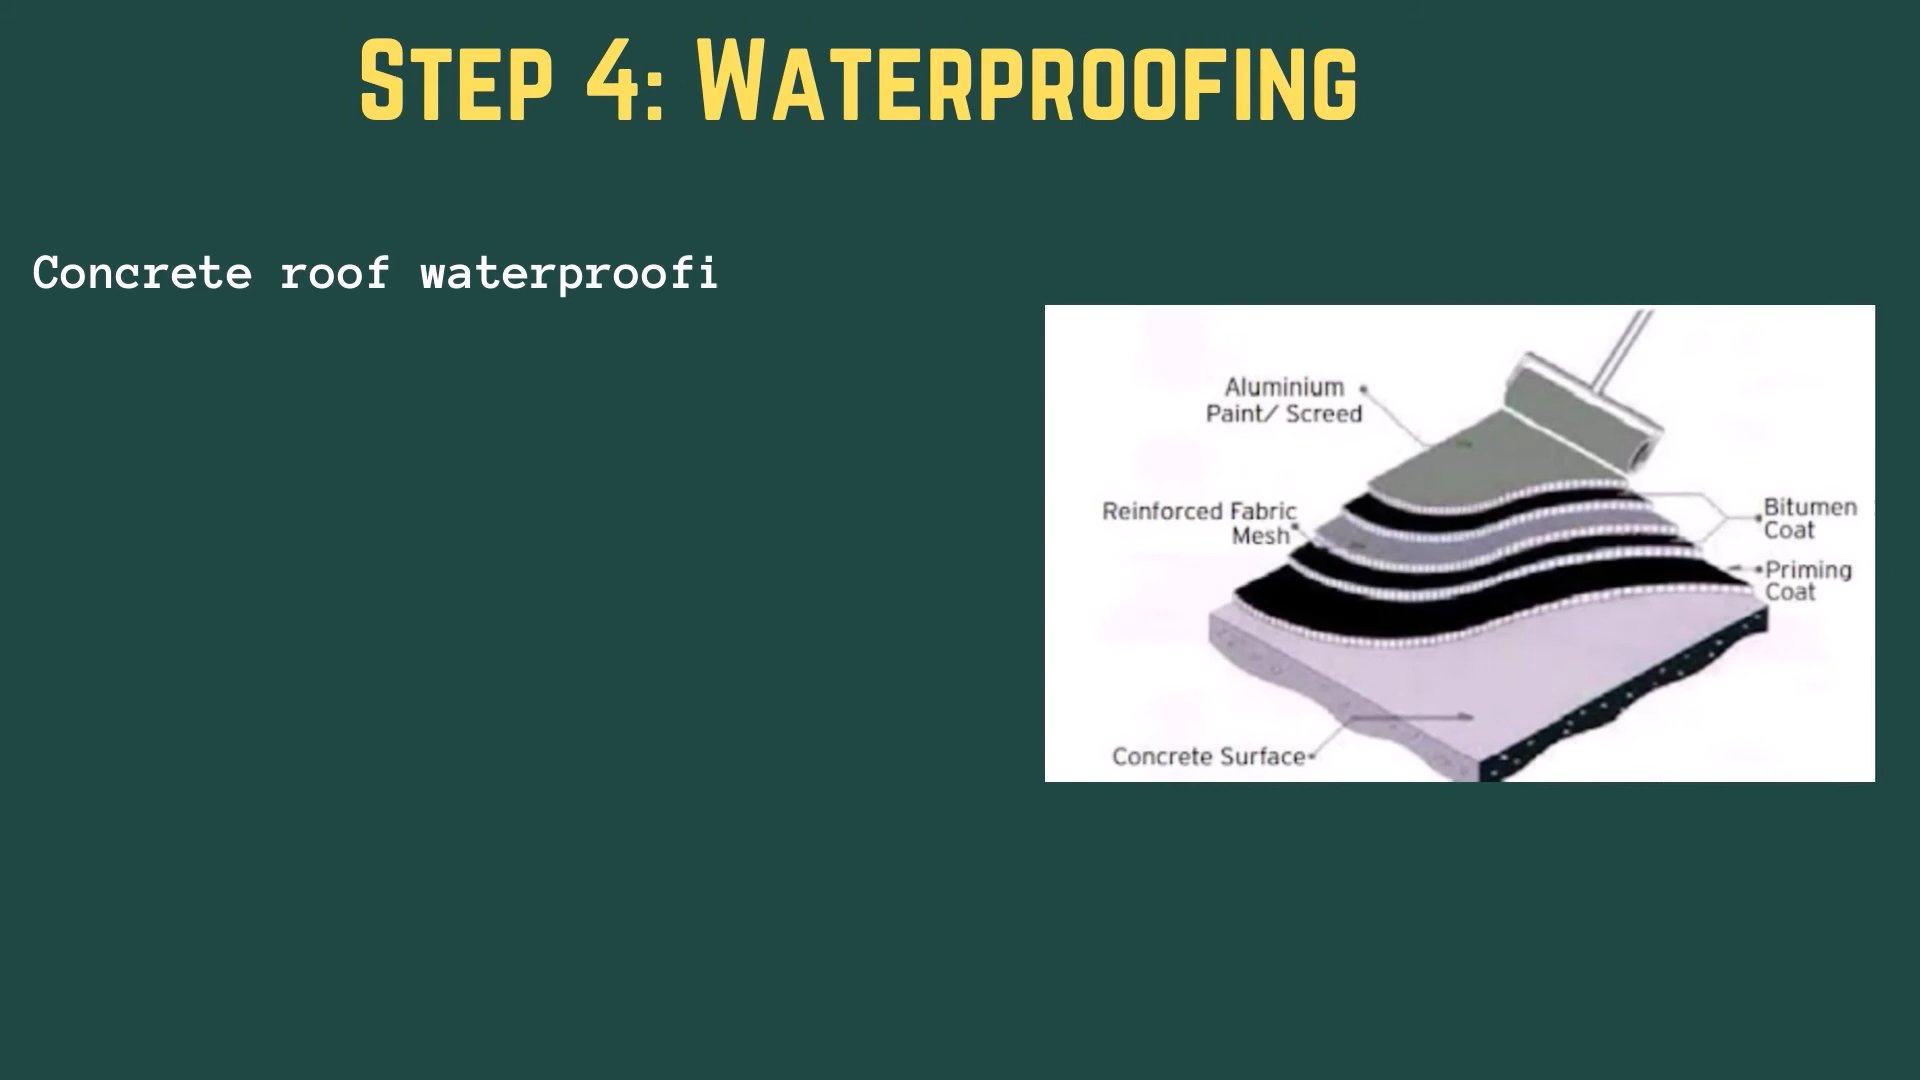 Step 4: Waterproofing
Concrete roof waterproofi
Aluminium
Paint/ Screed
Reinforced Fabric
Mesh
Bitumen
Coat
Priming
Coat
Concrete Surface